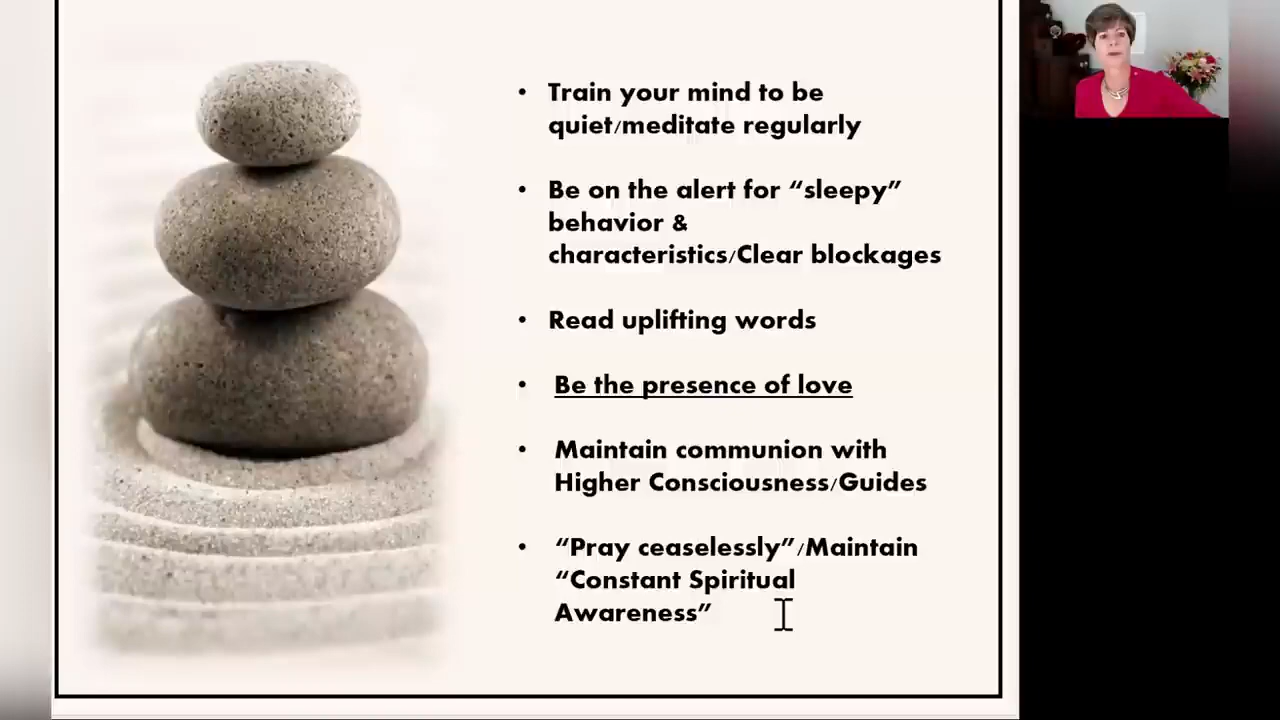 • Train your mind to be
quiet/meditate regularly
• Be on the alert for “sleepy”
behavior &
characteristics/Clear blockages
• Read uplifting words
• Be the presence of love
• Maintain communion with
Higher Consciousness/Guides
• “Pray ceaselessly”/Maintain
“Constant Spiritual
Awareness”